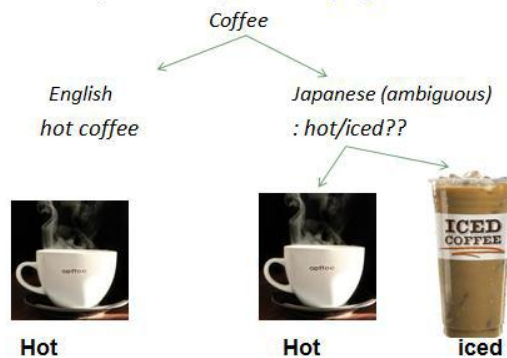 Coffee
English
Japanese (ambiguous)
hot coffee
: hot/iced??
ICED
COFFEE
Hot
Hot
iced